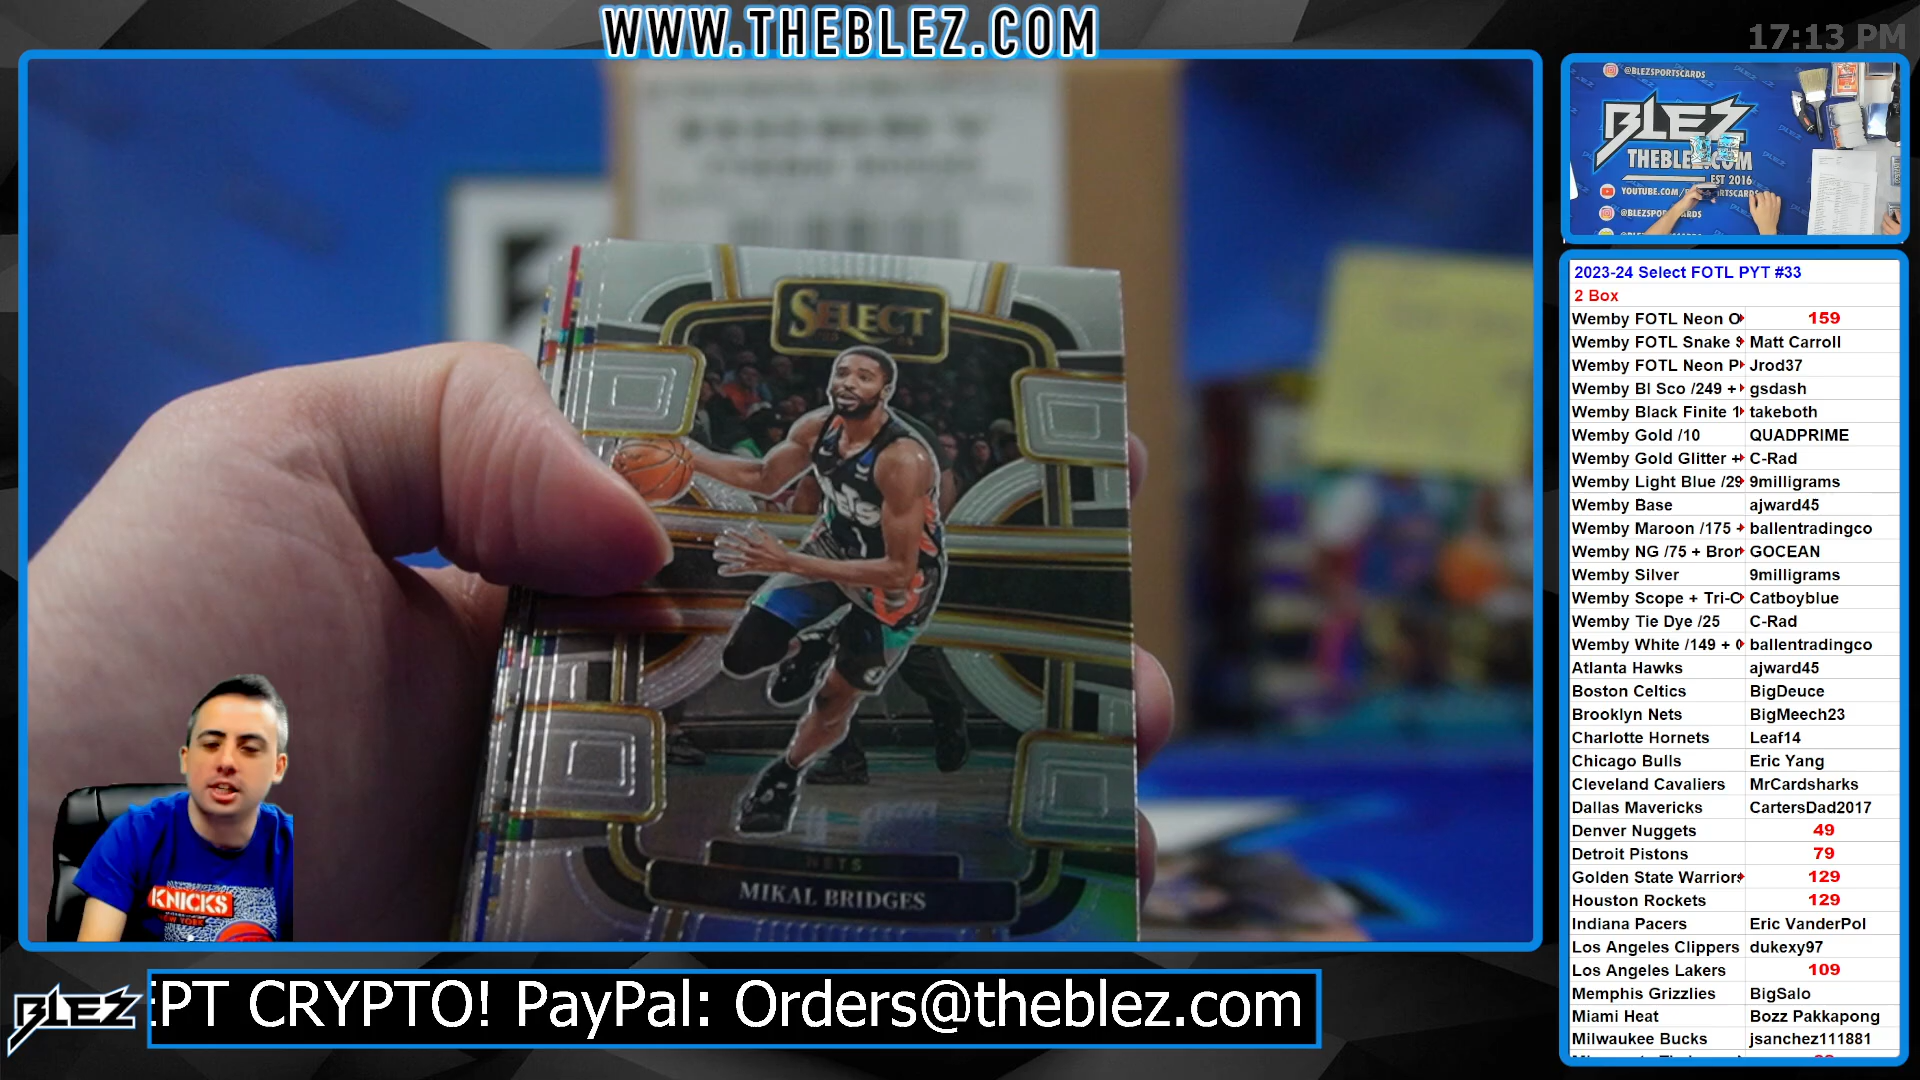 WWW.THEBLEZ.COM
17:13 PM
@BLEZSPORTSCARDS
BLEZ
THEBLEZ.COM
EST 2016
SELECT
NETS
MIKAL BRIDGES
KNICKS
NEW YORK
BLEZ
EPT CRYPTO! PayPal: Orders@theblez.com
2023-24 Select FOTL PYT #33
2 Box
Wemby FOTL Neon O 159
Wemby FOTL Snake S Matt Carroll
Wemby FOTL Neon P Jrod37
Wemby Bl Sco /249 + gsdash
Wemby Black Finite 1 takeboth
Wemby Gold /10 QUADPRIME
Wemby Gold Glitter + C-Rad
Wemby Light Blue /29 9milligrams
Wemby Base ajward45
Wemby Maroon /175 + ballentradingco
Wemby NG /75 + Bron GOCEAN
Wemby Silver 9milligrams
Wemby Scope + Tri-C Catboyblue
Wemby Tie Dye /25 C-Rad
Wemby White /149 + ballentradingco
Atlanta Hawks ajward45
Boston Celtics BigDeuce
Brooklyn Nets BigMeech23
Charlotte Hornets Leaf14
Chicago Bulls Eric Yang
Cleveland Cavaliers MrCardsharks
Dallas Mavericks CartersDad2017
Denver Nuggets 49
Detroit Pistons 79
Golden State Warriors 129
Houston Rockets 129
Indiana Pacers Eric VanderPol
Los Angeles Clippers dukexy97
Los Angeles Lakers 109
Memphis Grizzlies BigSalo
Miami Heat Bozz Pakkapong
Milwaukee Bucks jsanchez111881